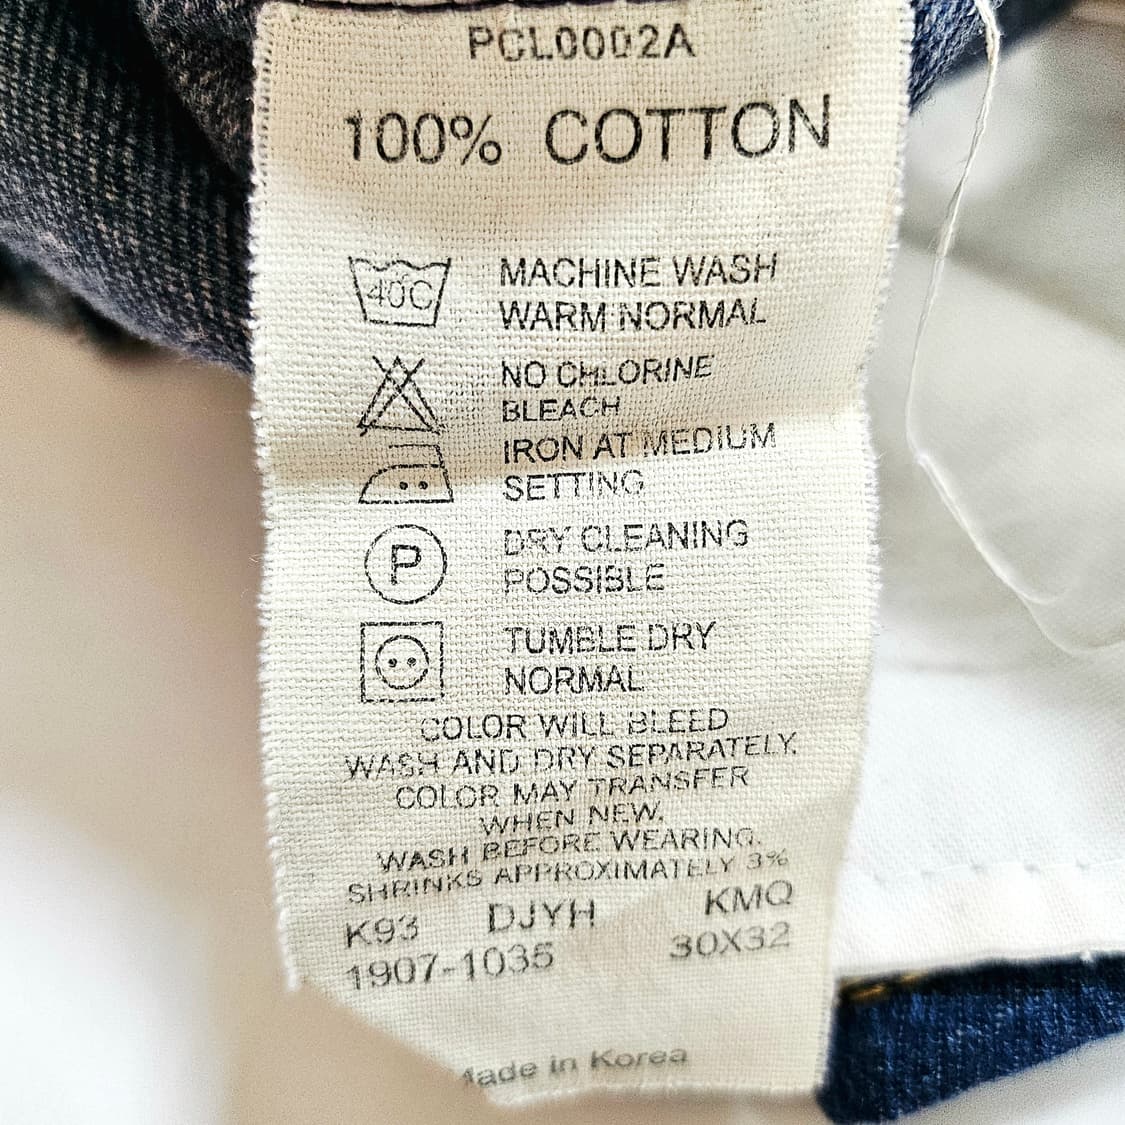 PCL0002A
100% COTTON
40C
MACHINE WASH
WARM NORMAL
NO CHLORINE
BLEACH
IRON AT MEDIUM
SETTING
P
DRY CLEANING
POSSIBLE
TUMBLE DRY
NORMAL
COLOR WILL BLEED
WASH AND DRY SEPARATELY.
COLOR MAY TRANSFER
WHEN NEW.
WASH BEFORE WEARING.
SHRINKS APPROXIMATELY 3%
K93 DJYH KMQ
1907-1035 30X32
Made in Korea